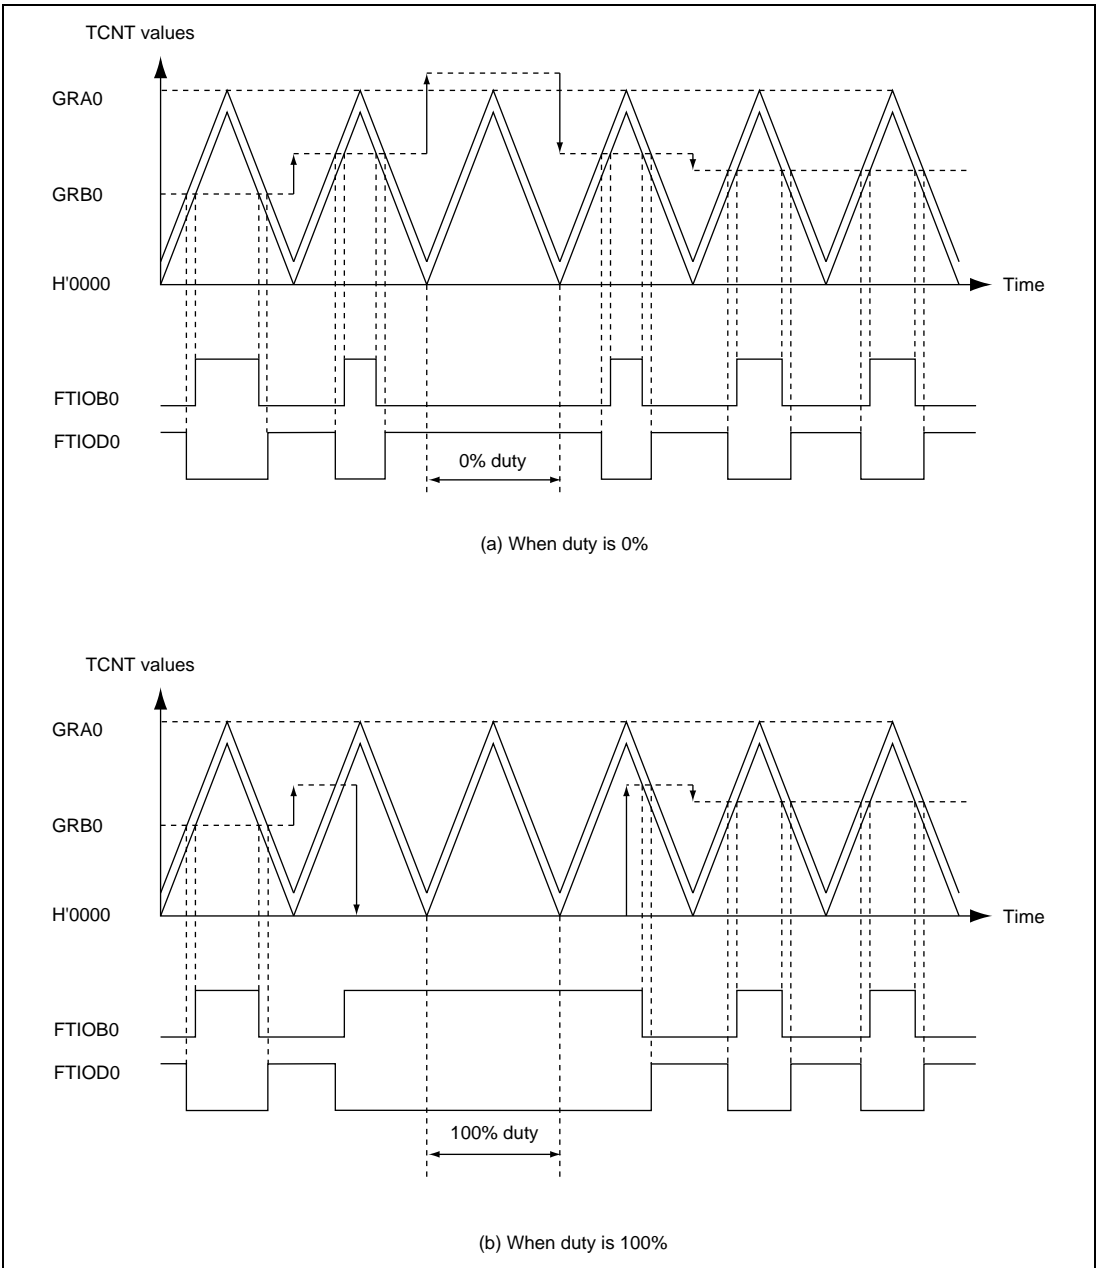 TCNT values
GRA0
GRB0
H'0000
Time
FTIOB0
FTIOD0
0% duty
(a) When duty is 0%
TCNT values
GRA0
GRB0
H'0000
Time
FTIOB0
FTIOD0
100% duty
(b) When duty is 100%